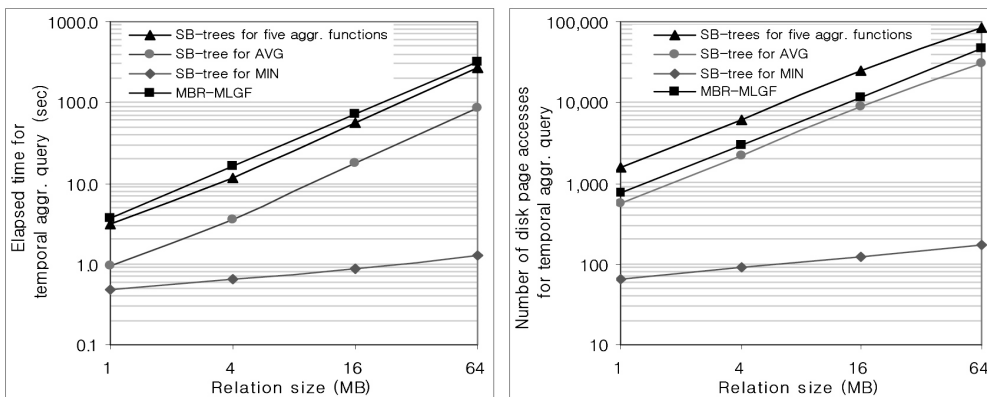 1000.0
100.0
10.0
1.0
0.1
Elapsed time for
temporal aggr. query (sec)
SB-trees for five aggr. functions
SB-tree for AVG
SB-tree for MIN
MBR-MLGF
1 4 16 64
Relation size (MB)
100,000
10,000
1,000
100
10
Number of disk page accesses
for temporal aggr. query
SB-trees for five aggr. functions
SB-tree for AVG
SB-tree for MIN
MBR-MLGF
1 4 16 64
Relation size (MB)